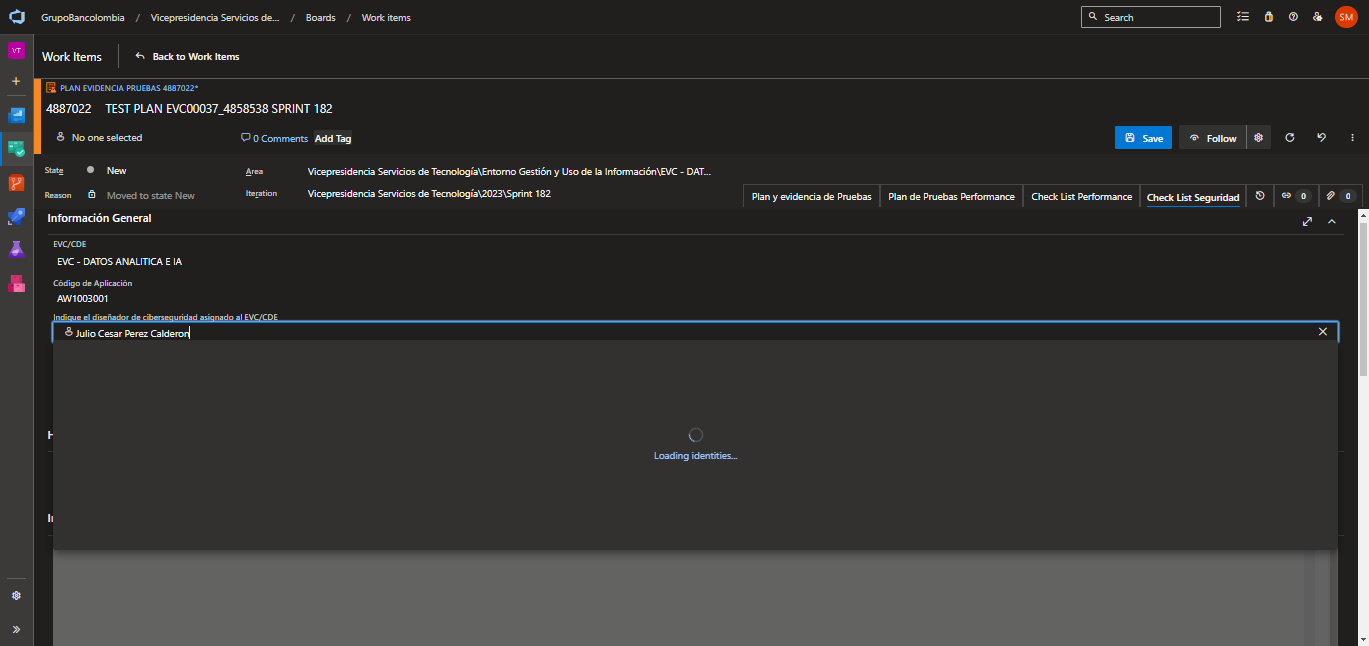 GrupoBancolombia / Vicepresidencia Servicios de... / Boards / Work items
Search
SM
VT
Work Items
Back to Work Items
PLAN EVIDENCIA PRUEBAS 4887022*
4887022 TEST PLAN EVC00037_4858538 SPRINT 182
No one selected
0 Comments
Add Tag
Save
Follow
State
New
Area
Vicepresidencia Servicios de Tecnología\Entorno Gestión y Uso de la Información\EVC - DAT...
Reason
Moved to state New
Iteration
Vicepresidencia Servicios de Tecnología\2023\Sprint 182
Plan y evidencia de Pruebas
Plan de Pruebas Performance
Check List Performance
Check List Seguridad
0
0
Información General
EVC/CDE
EVC - DATOS ANALITICA E IA
Código de Aplicación
AW1003001
Indique el diseñador de ciberseguridad asignado al EVC/CDE
Julio Cesar Perez Calderon
Loading identities...